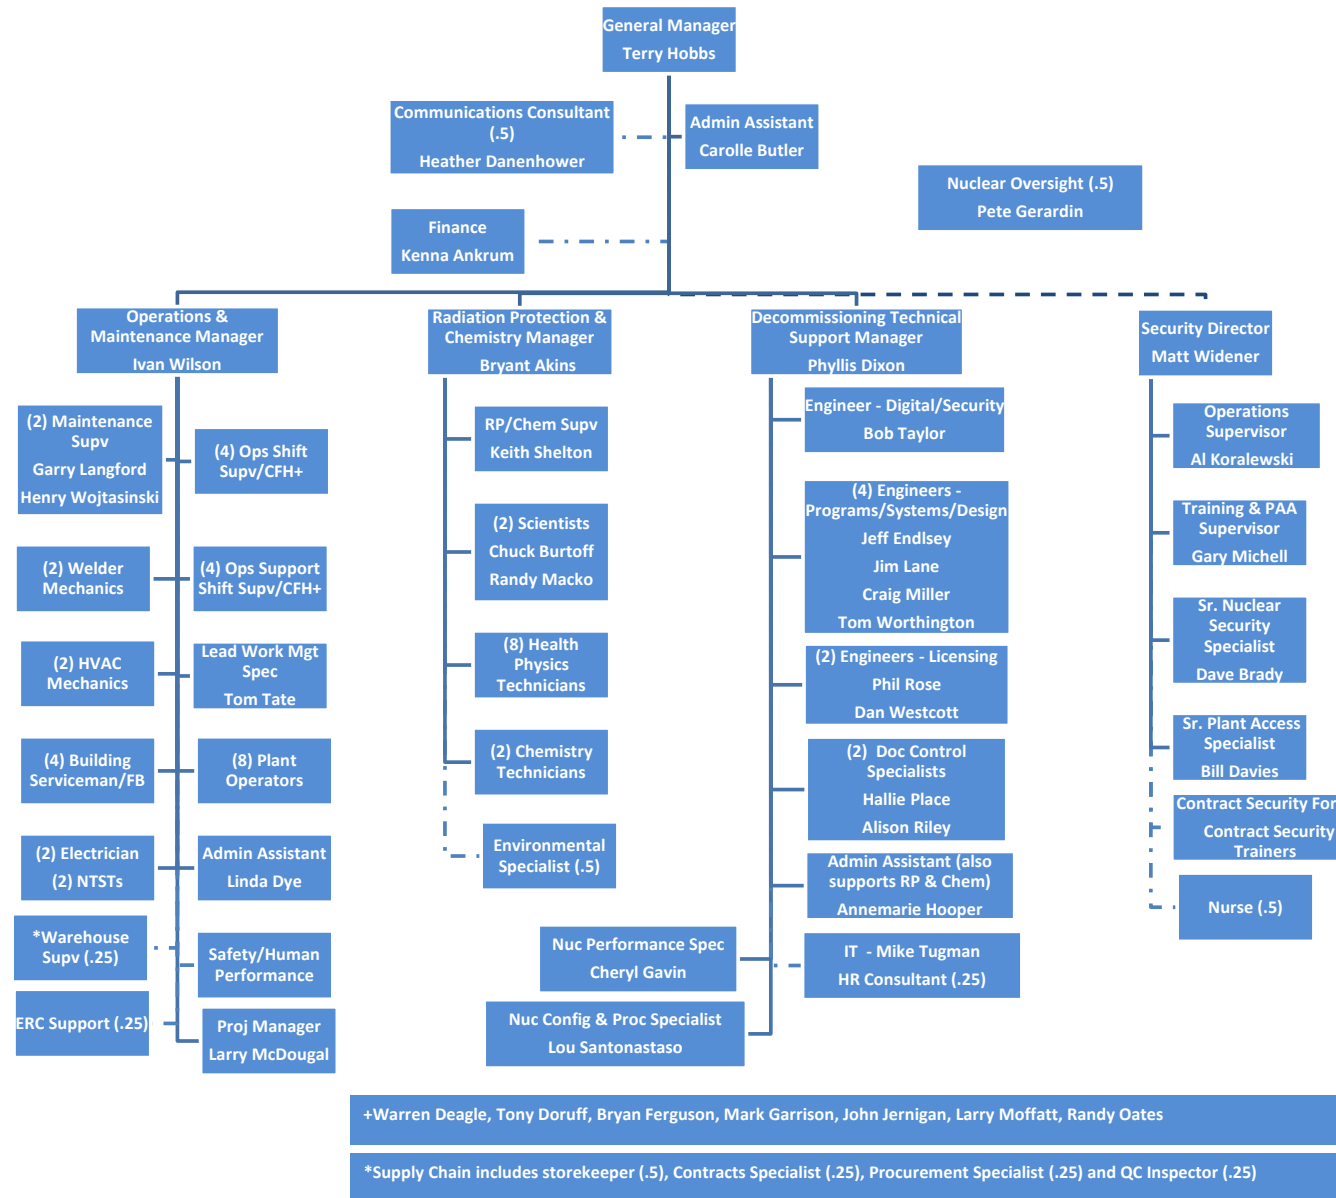 General Manager
Terry Hobbs
Communications Consultant
(.5)
Heather Danenhower
Admin Assistant
Carolle Butler
Nuclear Oversight (.5)
Pete Gerardin
Finance
Kenna Ankrum
Operations &
Maintenance Manager
Ivan Wilson
Radiation Protection &
Chemistry Manager
Bryant Akins
Decommissioning Technical
Support Manager
Phyllis Dixon
Security Director
Matt Widener
(2) Maintenance
Supv
Garry Langford
Henry Wojtasinski
(4) Ops Shift
Supv/CFH+
(2) Welder
Mechanics
(4) Ops Support
Shift Supv/CFH+
(2) HVAC
Mechanics
Lead Work Mgt
Spec
Tom Tate
(4) Building
Serviceman/FB
(8) Plant
Operators
(2) Electrician
(2) NTSTs
Admin Assistant
Linda Dye
*Warehouse
Supv (.25)
Safety/Human
Performance
ERC Support (.25)
Proj Manager
Larry McDougal
RP/Chem Supv
Keith Shelton
(2) Scientists
Chuck Burtoff
Randy Macko
(8) Health
Physics
Technicians
(2) Chemistry
Technicians
Environmental
Specialist (.5)
Engineer - Digital/Security
Bob Taylor
(4) Engineers -
Programs/Systems/Design
Jeff Endlsey
Jim Lane
Craig Miller
Tom Worthington
(2) Engineers - Licensing
Phil Rose
Dan Westcott
(2) Doc Control
Specialists
Hallie Place
Alison Riley
Admin Assistant (also
supports RP & Chem)
Annemarie Hooper
Nuc Performance Spec
Cheryl Gavin
IT - Mike Tugman
HR Consultant (.25)
Nuc Config & Proc Specialist
Lou Santonastaso
Operations
Supervisor
Al Koralewski
Training & PAA
Supervisor
Gary Michell
Sr. Nuclear
Security
Specialist
Dave Brady
Sr. Plant Access
Specialist
Bill Davies
Contract Security For
Contract Security
Trainers
Nurse (.5)
+Warren Deagle, Tony Doruff, Bryan Ferguson, Mark Garrison, John Jernigan, Larry Moffatt, Randy Oates
*Supply Chain includes storekeeper (.5), Contracts Specialist (.25), Procurement Specialist (.25) and QC Inspector (.25)